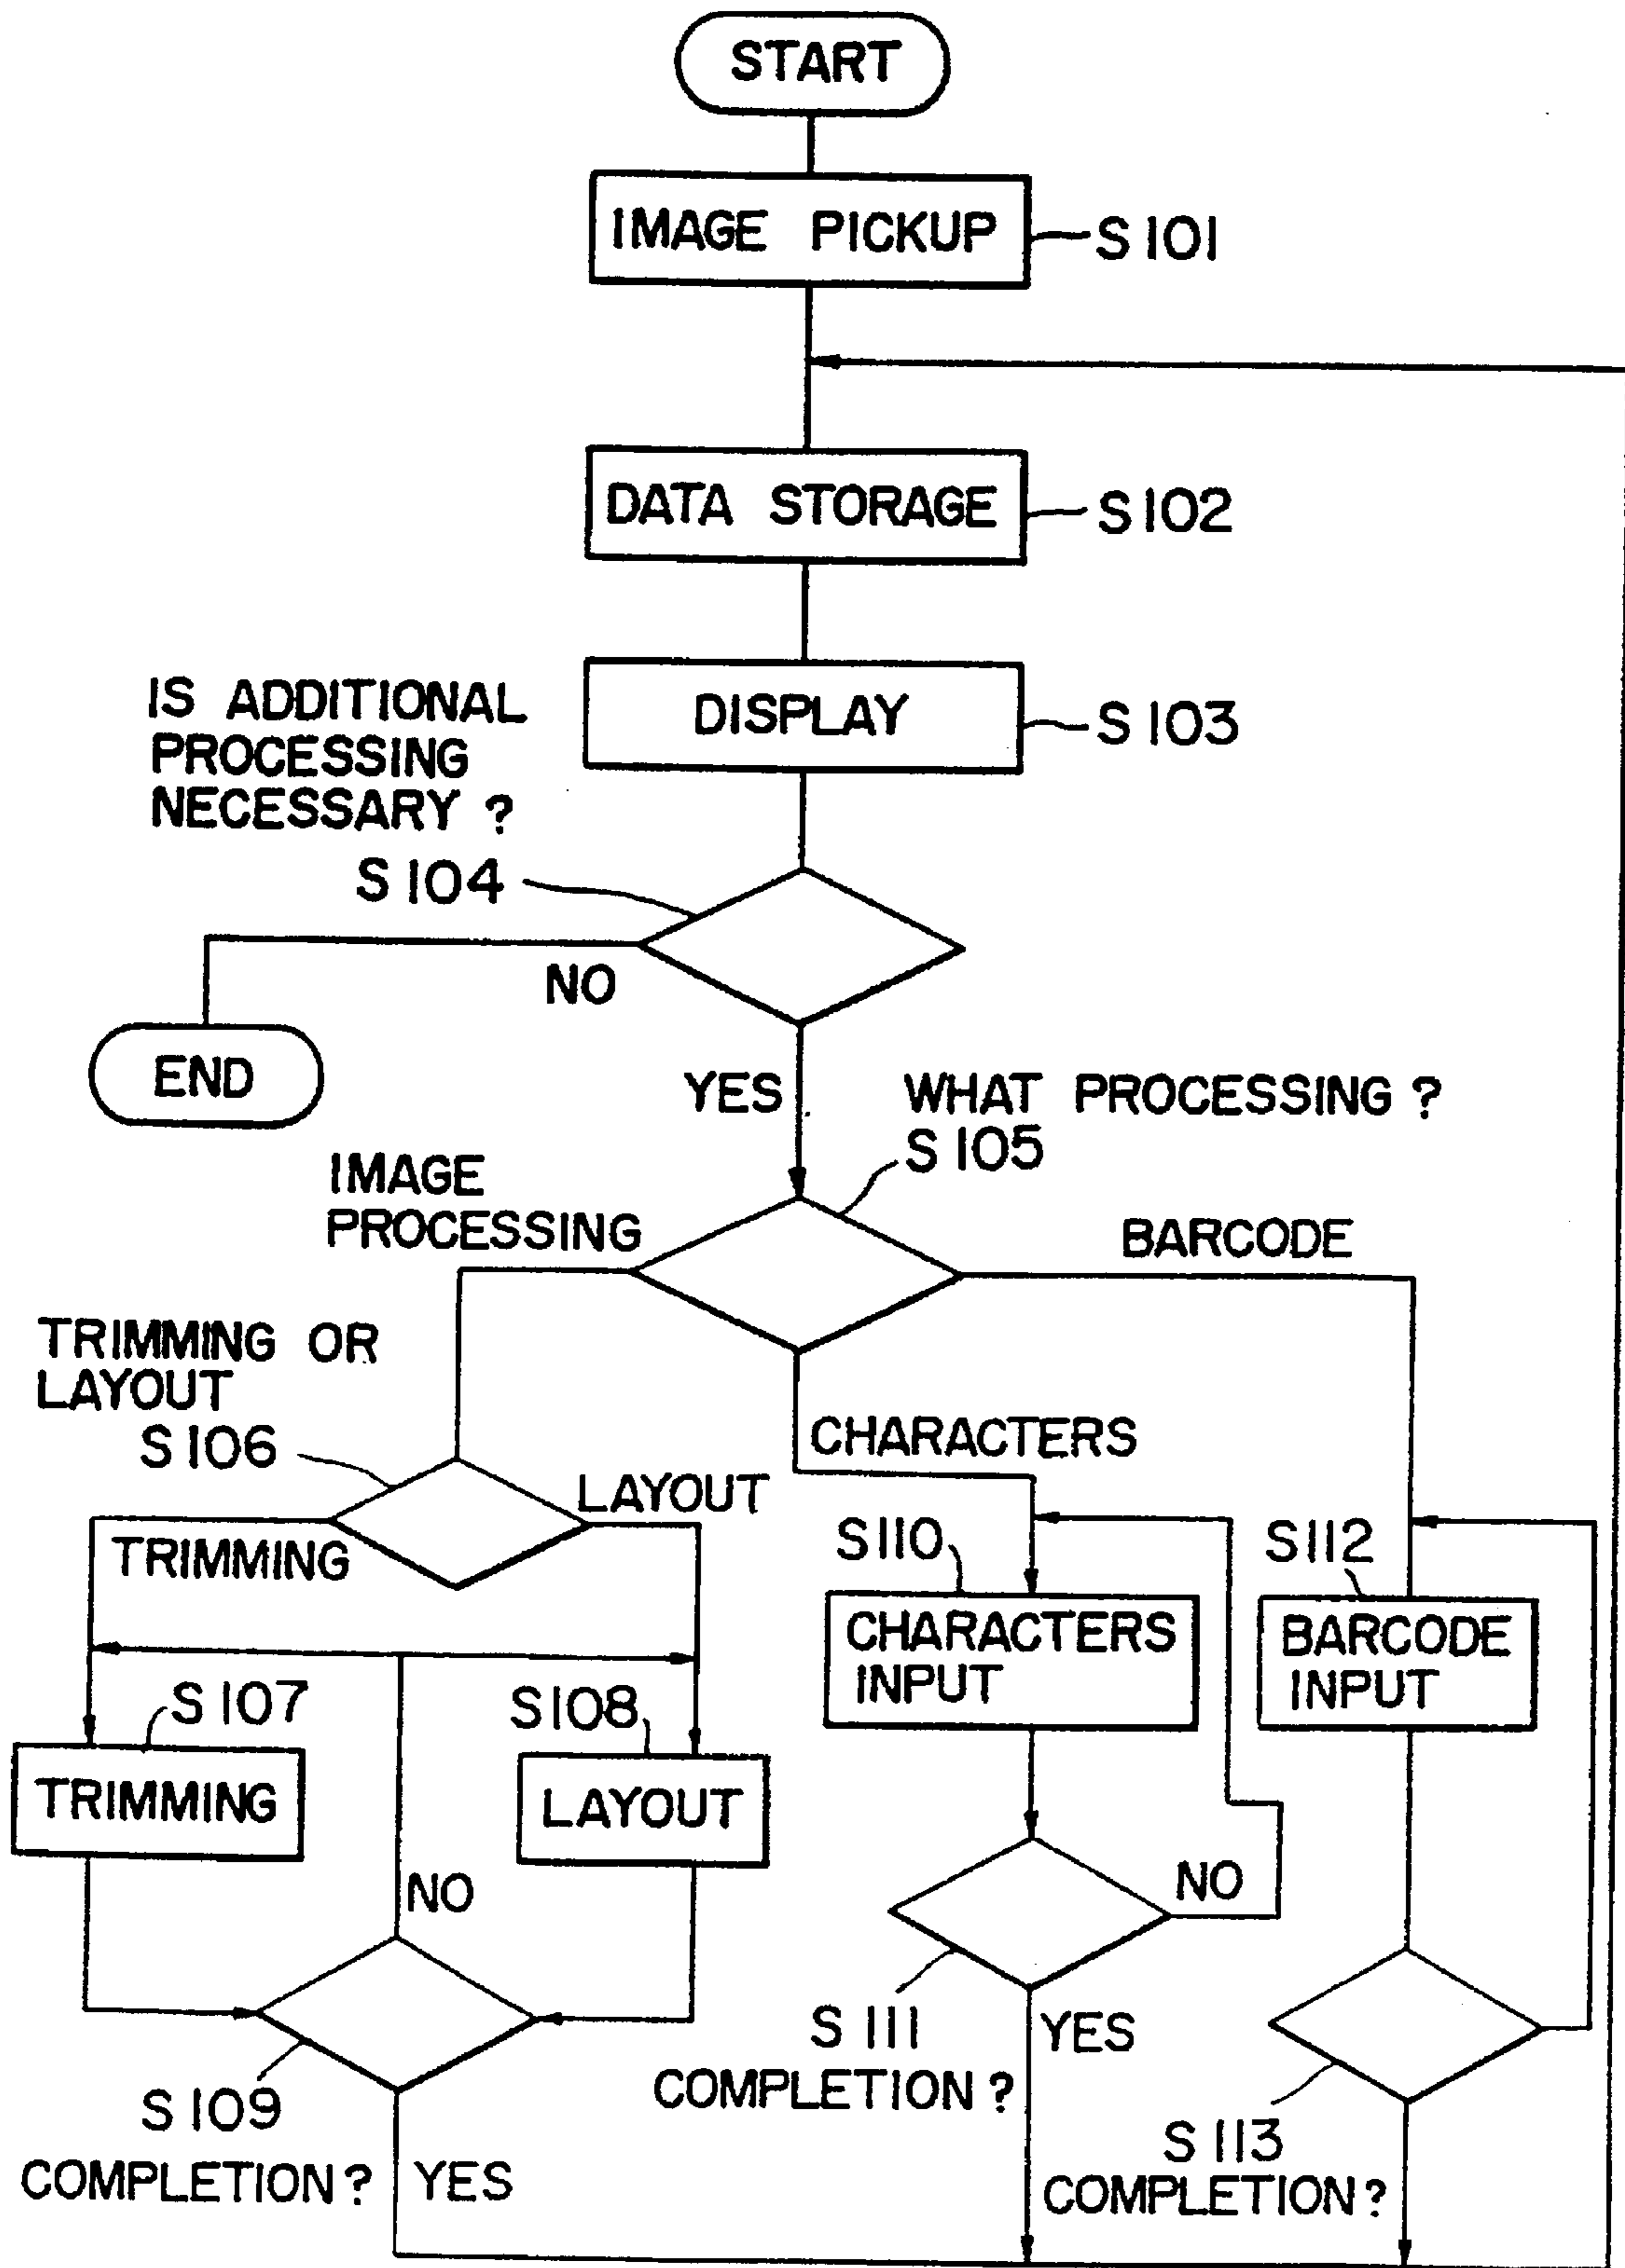 START
IMAGE PICKUP
S101
DATA STORAGE
S102
DISPLAY
S103
IS ADDITIONAL
PROCESSING
NECESSARY ?
S104
NO
END
YES
WHAT PROCESSING ?
S105
IMAGE
PROCESSING
BARCODE
TRIMMING OR
LAYOUT
S106
CHARACTERS
LAYOUT
TRIMMING
S110
S112
CHARACTERS
INPUT
BARCODE
INPUT
S107
S108
TRIMMING
LAYOUT
NO
NO
S111
COMPLETION ?
YES
S109
COMPLETION ?
YES
S113
COMPLETION ?